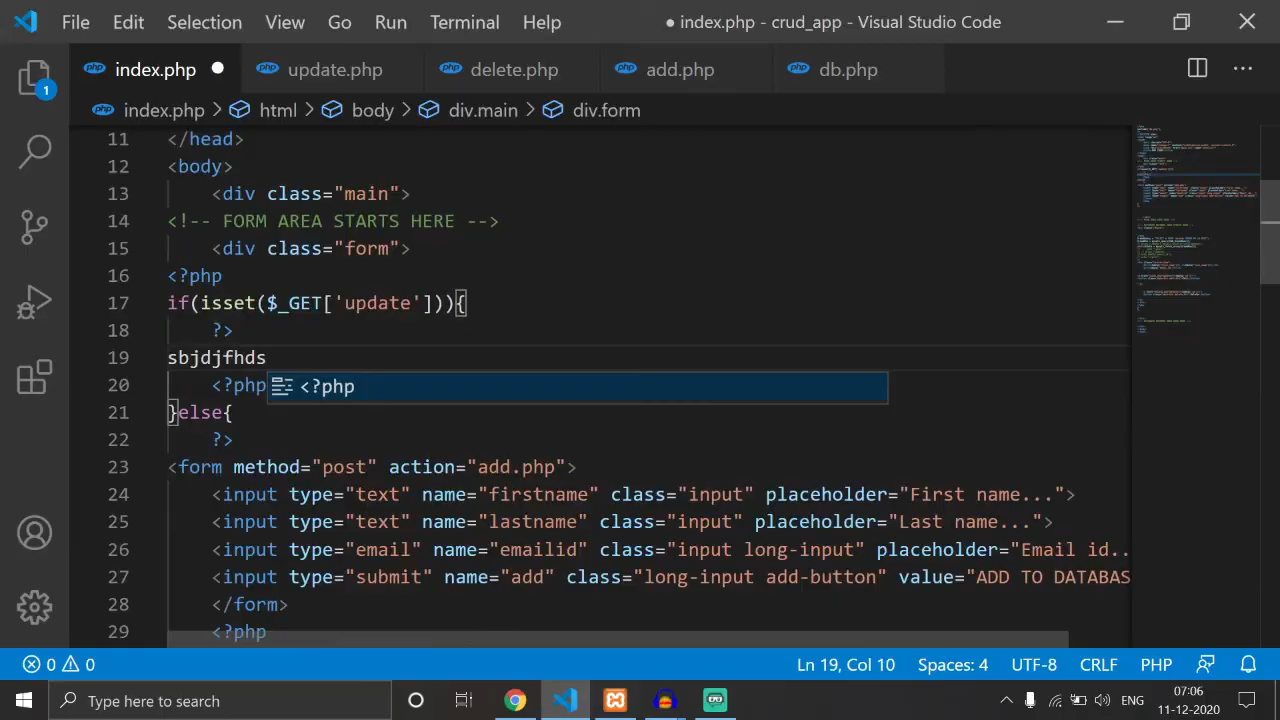 File Edit Selection View Go Run Terminal Help ● index.php - crud_app - Visual Studio Code
php index.php ● php update.php php delete.php php add.php php db.php
1
php index.php > html > body > div.main > div.form
11 </head>
12 <body>
13 <div class="main">
14 <!-- FORM AREA STARTS HERE -->
15 <div class="form">
16 <?php
17 if(isset($_GET['update'])){
18 ?>
19 sbjdjfhds
20 <?php <?php
21 }else{
22 ?>
23 <form method="post" action="add.php">
24 <input type="text" name="firstname" class="input" placeholder="First name...">
25 <input type="text" name="lastname" class="input" placeholder="Last name...">
26 <input type="email" name="emailid" class="input long-input" placeholder="Email id..
27 <input type="submit" name="add" class="long-input add-button" value="ADD TO DATABAS
28 </form>
29 <?php
0 0 Ln 19, Col 10 Spaces: 4 UTF-8 CRLF PHP
Type here to search ENG 07:06
11-12-2020